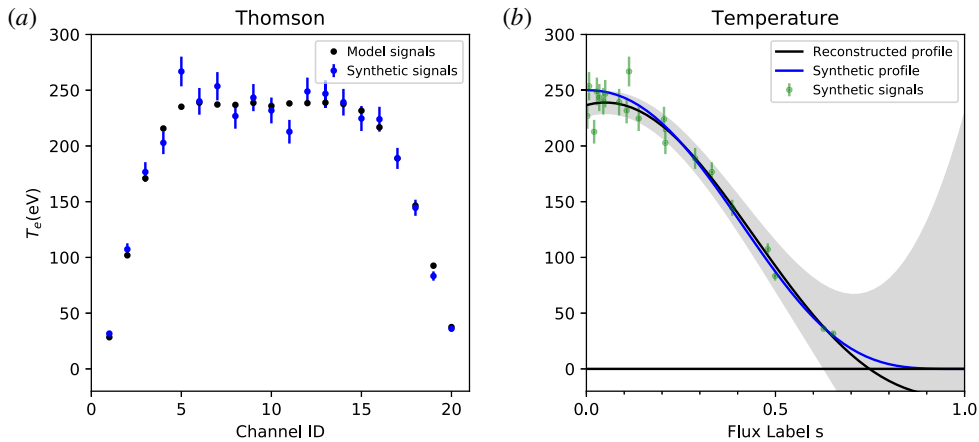 (a)
Thomson
Model signals
Synthetic signals
300
250
200
150
100
50
0
T_e(eV)
0
5
10
15
20
Channel ID
(b)
Temperature
Reconstructed profile
Synthetic profile
Synthetic signals
300
250
200
150
100
50
0
0.0
0.5
1.0
Flux Label s